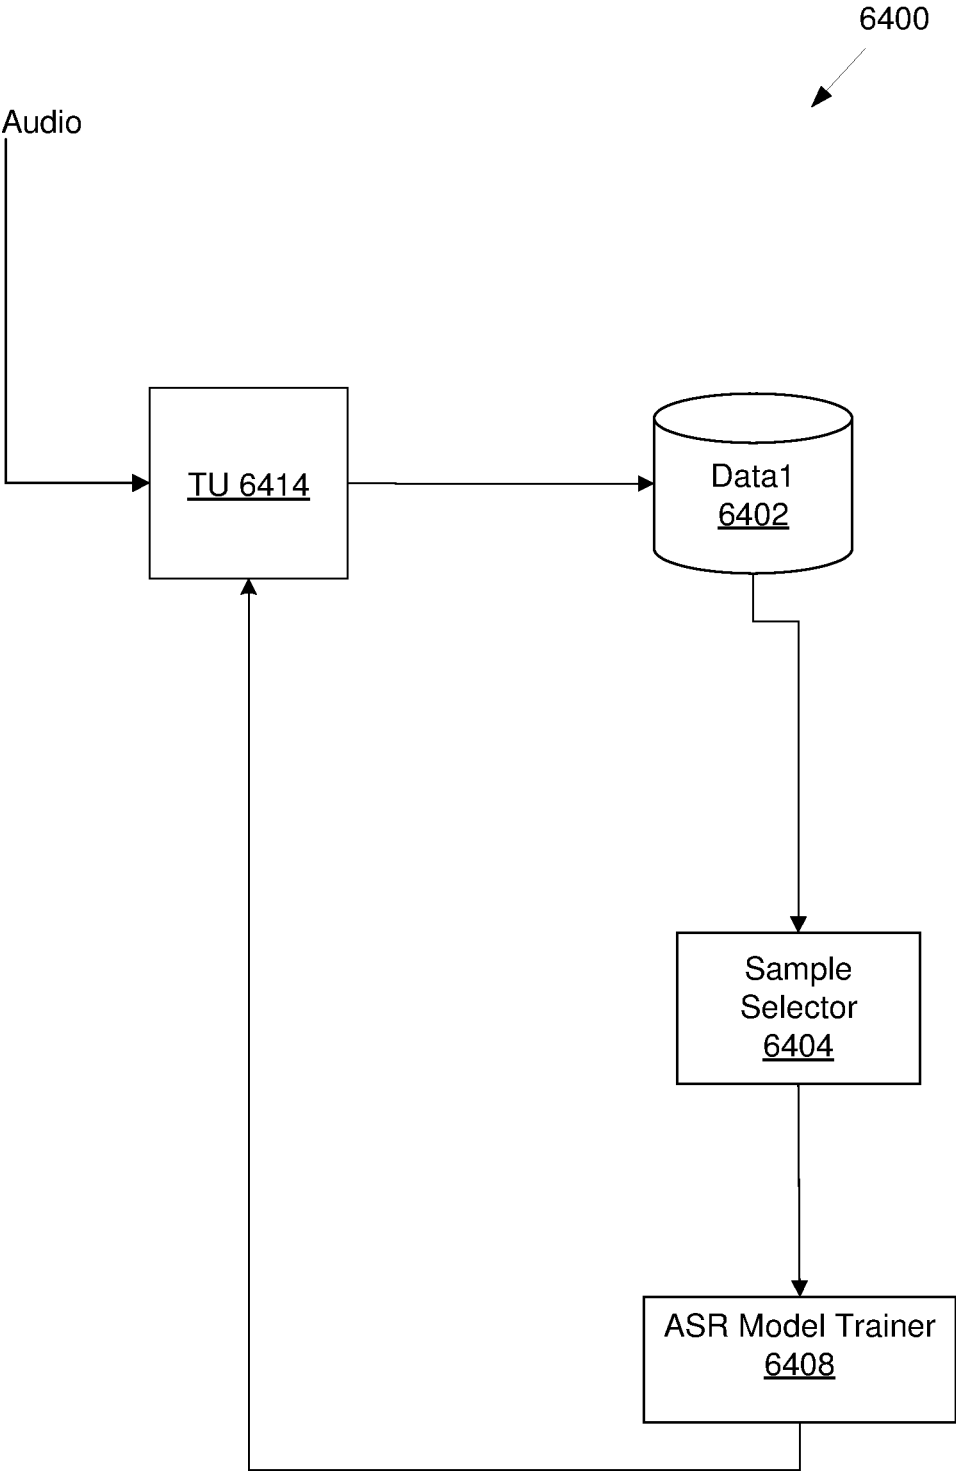 6400
Audio
TU 6414
Data1
6402
Sample
Selector
6404
ASR Model Trainer
6408